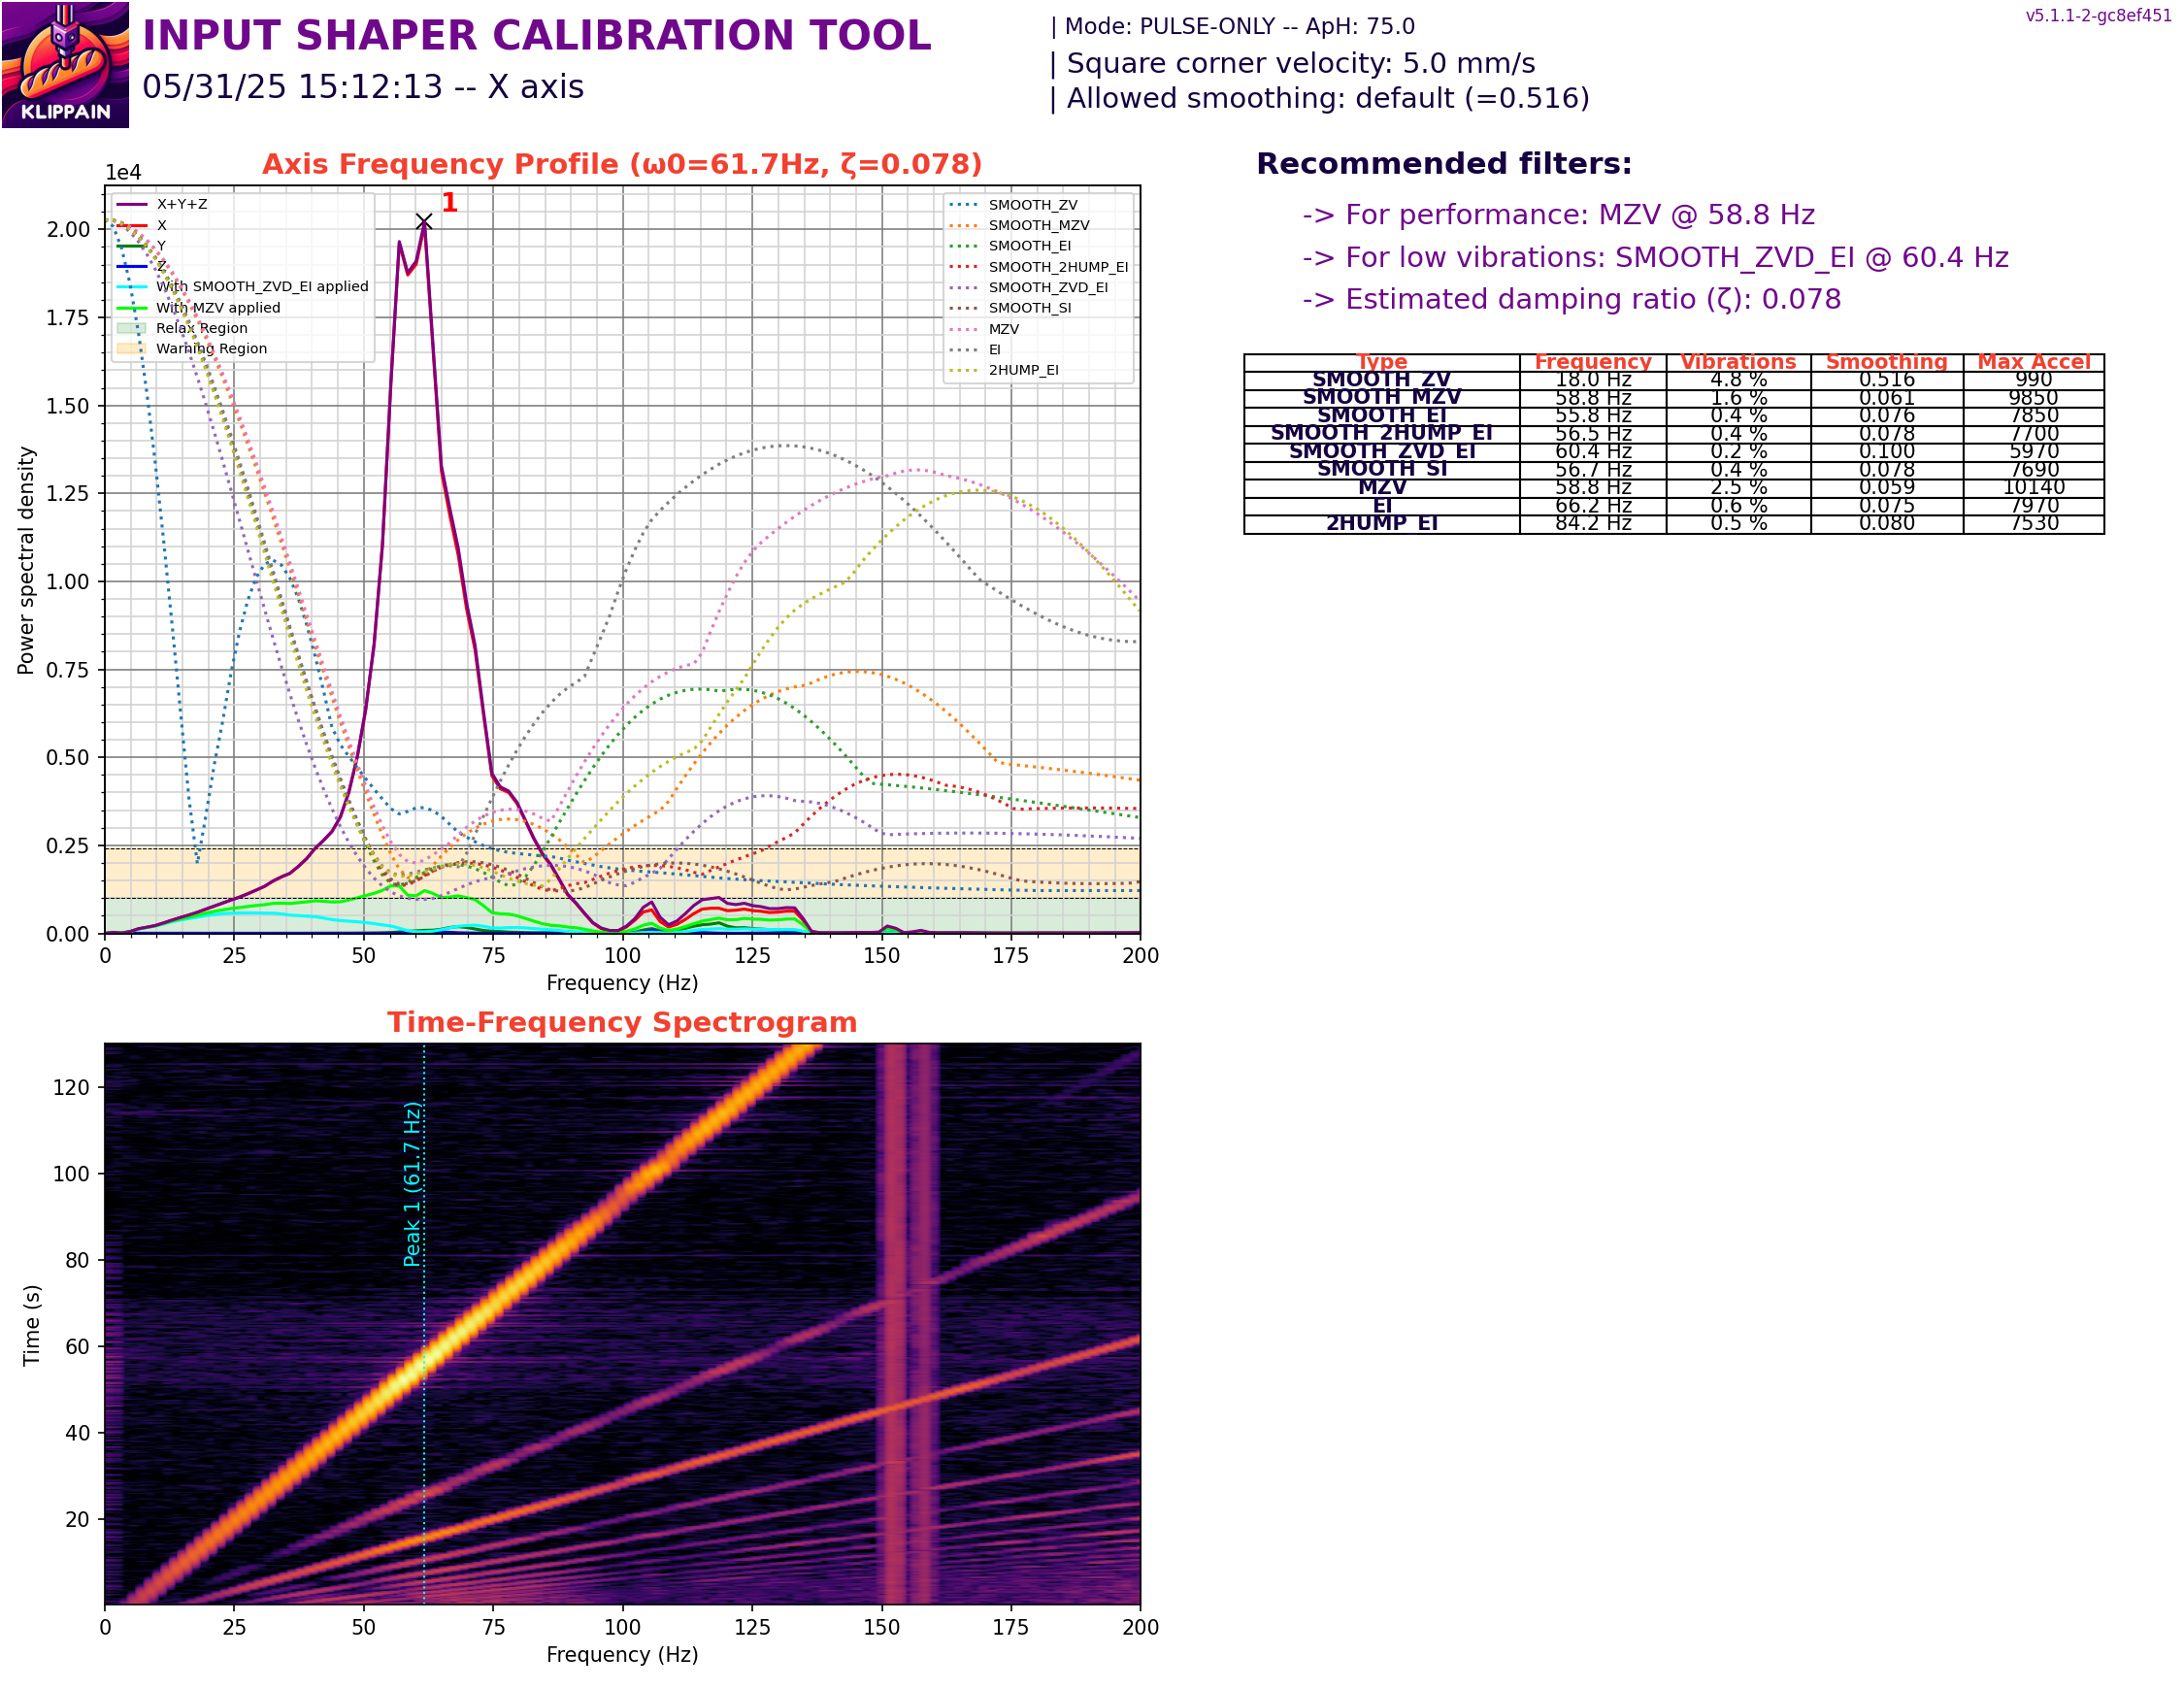 KLIPPAIN
INPUT SHAPER CALIBRATION TOOL
05/31/25 15:12:13 -- X axis
| Mode: PULSE-ONLY -- ApH: 75.0
| Square corner velocity: 5.0 mm/s
| Allowed smoothing: default (=0.516)
v5.1.1-2-gc8ef451
Axis Frequency Profile (ω0=61.7Hz, ζ=0.078)
1e4
2.00
1.75
1.50
1.25
1.00
0.75
0.50
0.25
0.00
Power spectral density
X+Y+Z
X
Y
Z
With SMOOTH_ZVD_EI applied
With MZV applied
Relax Region
Warning Region
1
SMOOTH_ZV
SMOOTH_MZV
SMOOTH_EI
SMOOTH_2HUMP_EI
SMOOTH_ZVD_EI
SMOOTH_SI
MZV
EI
2HUMP_EI
0 25 50 75 100 125 150 175 200
Frequency (Hz)
Recommended filters:
-> For performance: MZV @ 58.8 Hz
-> For low vibrations: SMOOTH_ZVD_EI @ 60.4 Hz
-> Estimated damping ratio (ζ): 0.078
Type Frequency Vibrations Smoothing Max Accel
SMOOTH_ZV 18.0 Hz 4.8 % 0.516 990
SMOOTH_MZV 58.8 Hz 1.6 % 0.061 9850
SMOOTH_EI 55.8 Hz 0.4 % 0.076 7850
SMOOTH_2HUMP_EI 56.5 Hz 0.4 % 0.078 7700
SMOOTH_ZVD_EI 60.4 Hz 0.2 % 0.100 5970
SMOOTH_SI 56.7 Hz 0.4 % 0.078 7690
MZV 58.8 Hz 2.5 % 0.059 10140
EI 66.2 Hz 0.6 % 0.075 7970
2HUMP_EI 84.2 Hz 0.5 % 0.080 7530
Time-Frequency Spectrogram
120
100
80
60
40
20
Time (s)
Peak 1 (61.7 Hz)
0 25 50 75 100 125 150 175 200
Frequency (Hz)